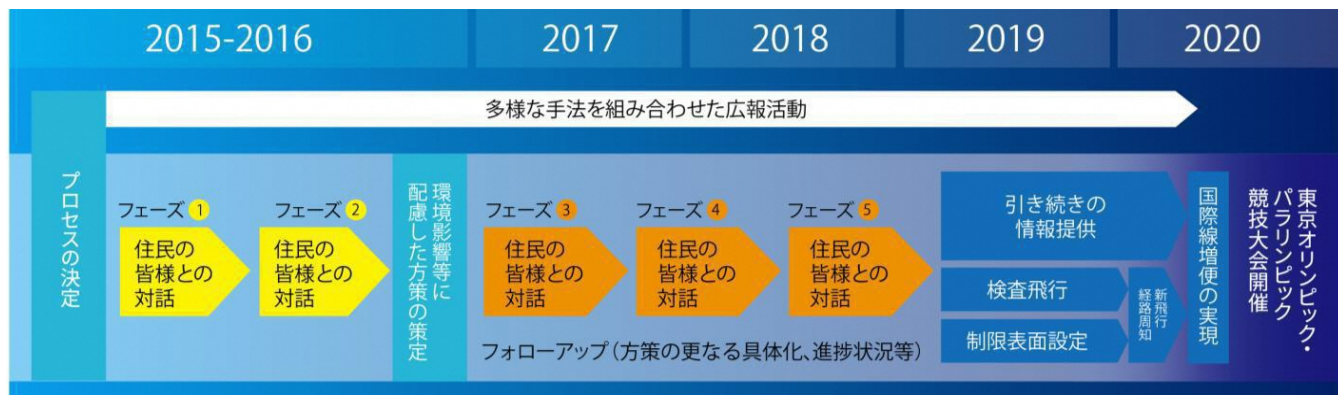 2015-2016
2017
2018
2019
2020
多様な手法を組み合わせた広報活動
プロセスの決定
フェーズ 1
住民の
皆様との
対話
フェーズ 2
住民の
皆様との
対話
環境影響等に
配慮した方策の策定
フェーズ 3
住民の
皆様との
対話
フェーズ 4
住民の
皆様との
対話
フェーズ 5
住民の
皆様との
対話
フォローアップ（方策の更なる具体化、進捗状況等）
引き続きの
情報提供
検査飛行
制限表面設定
新飛行
経路周知
国際線増便の実現
東京オリンピック・
パラリンピック
競技大会開催